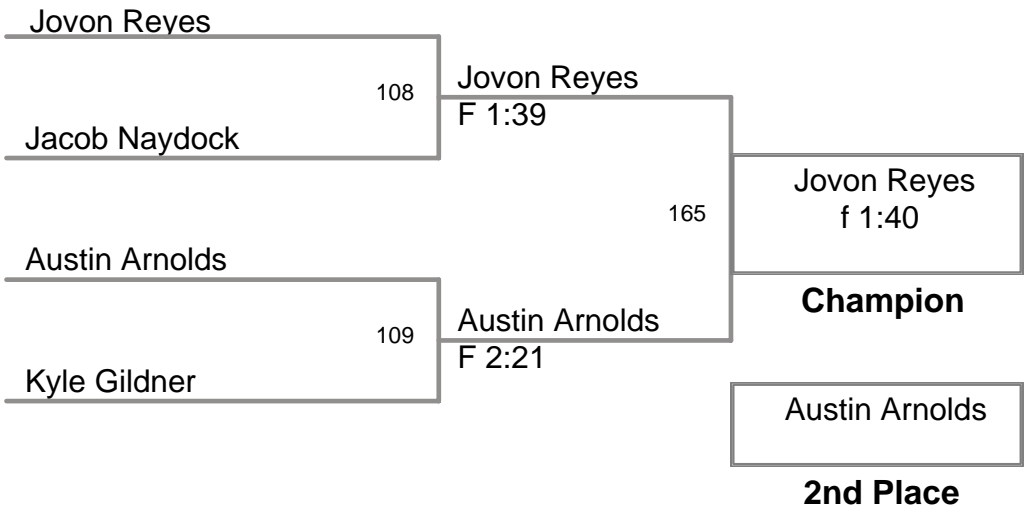 Jovon Reyes
108
Jovon Reyes
F 1:39
Jacob Naydock
165
Jovon Reyes
f 1:40
Champion
Austin Arnolds
109
Austin Arnolds
F 2:21
Kyle Gildner
Austin Arnolds
2nd Place